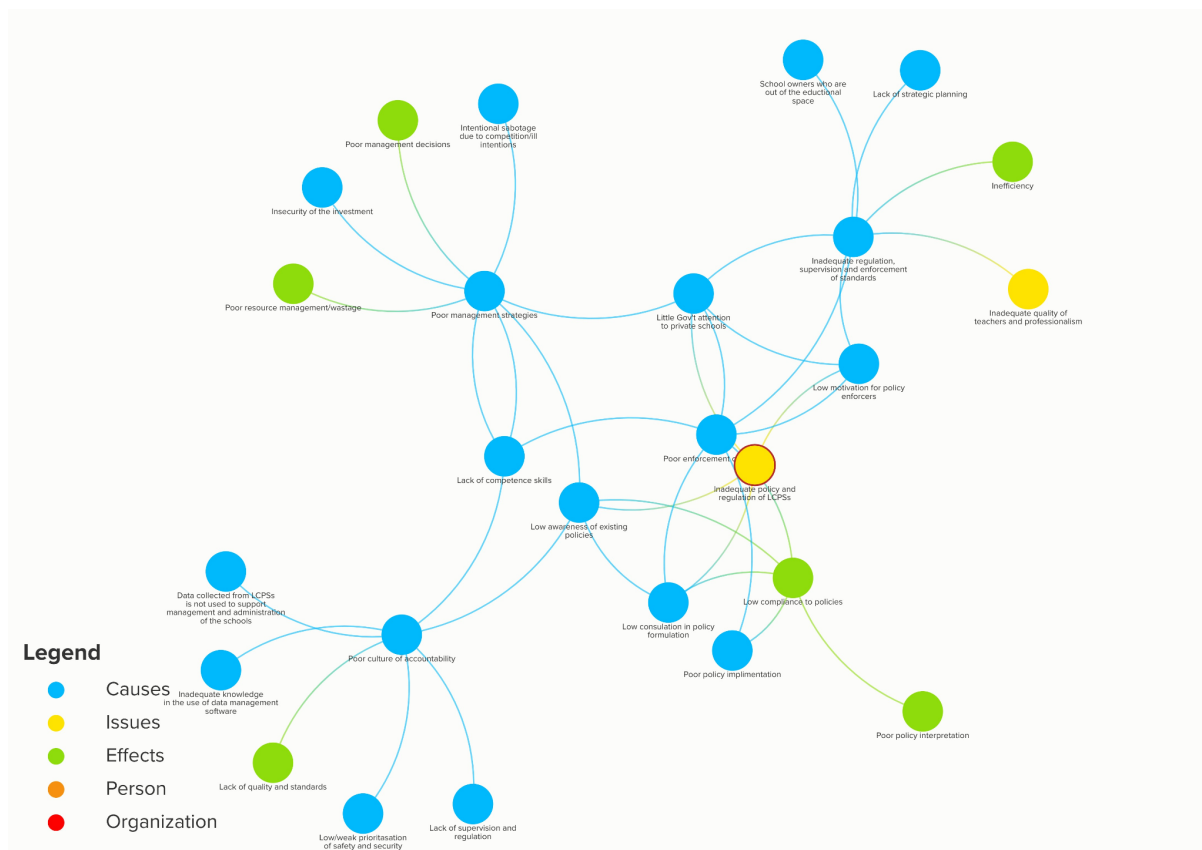 School owners who are
out of the eductional
space
Lack of strategic planning
Intentional sabotage
due to competition/ill
intentions
Poor management decisions
Inefficiency
Insecurity of the investment
Inadequate regulation,
supervision and enforcement
of standards
Poor resource management/wastage
Poor management strategies
Little Gov't attention
to private schools
Inadequate quality of
teachers and professionalism
Low motivation for policy
enforcers
Poor enforcement
Lack of competence skills
Inadequate policy and
regulation of LCPSs
Low awareness of existing
policies
Data collected from LCPSs
is not used to support
management and administration
of the schools
Low compliance to policies
Low consulation in policy
formulation
Poor culture of accountability
Poor policy implimentation
Legend
Causes
Issues
Effects
Person
Organization
Inadequate knowledge
in the use of data management
software
Poor policy interpretation
Lack of quality and standards
Low/weak prioritasation
of safety and security
Lack of supervision and
regulation